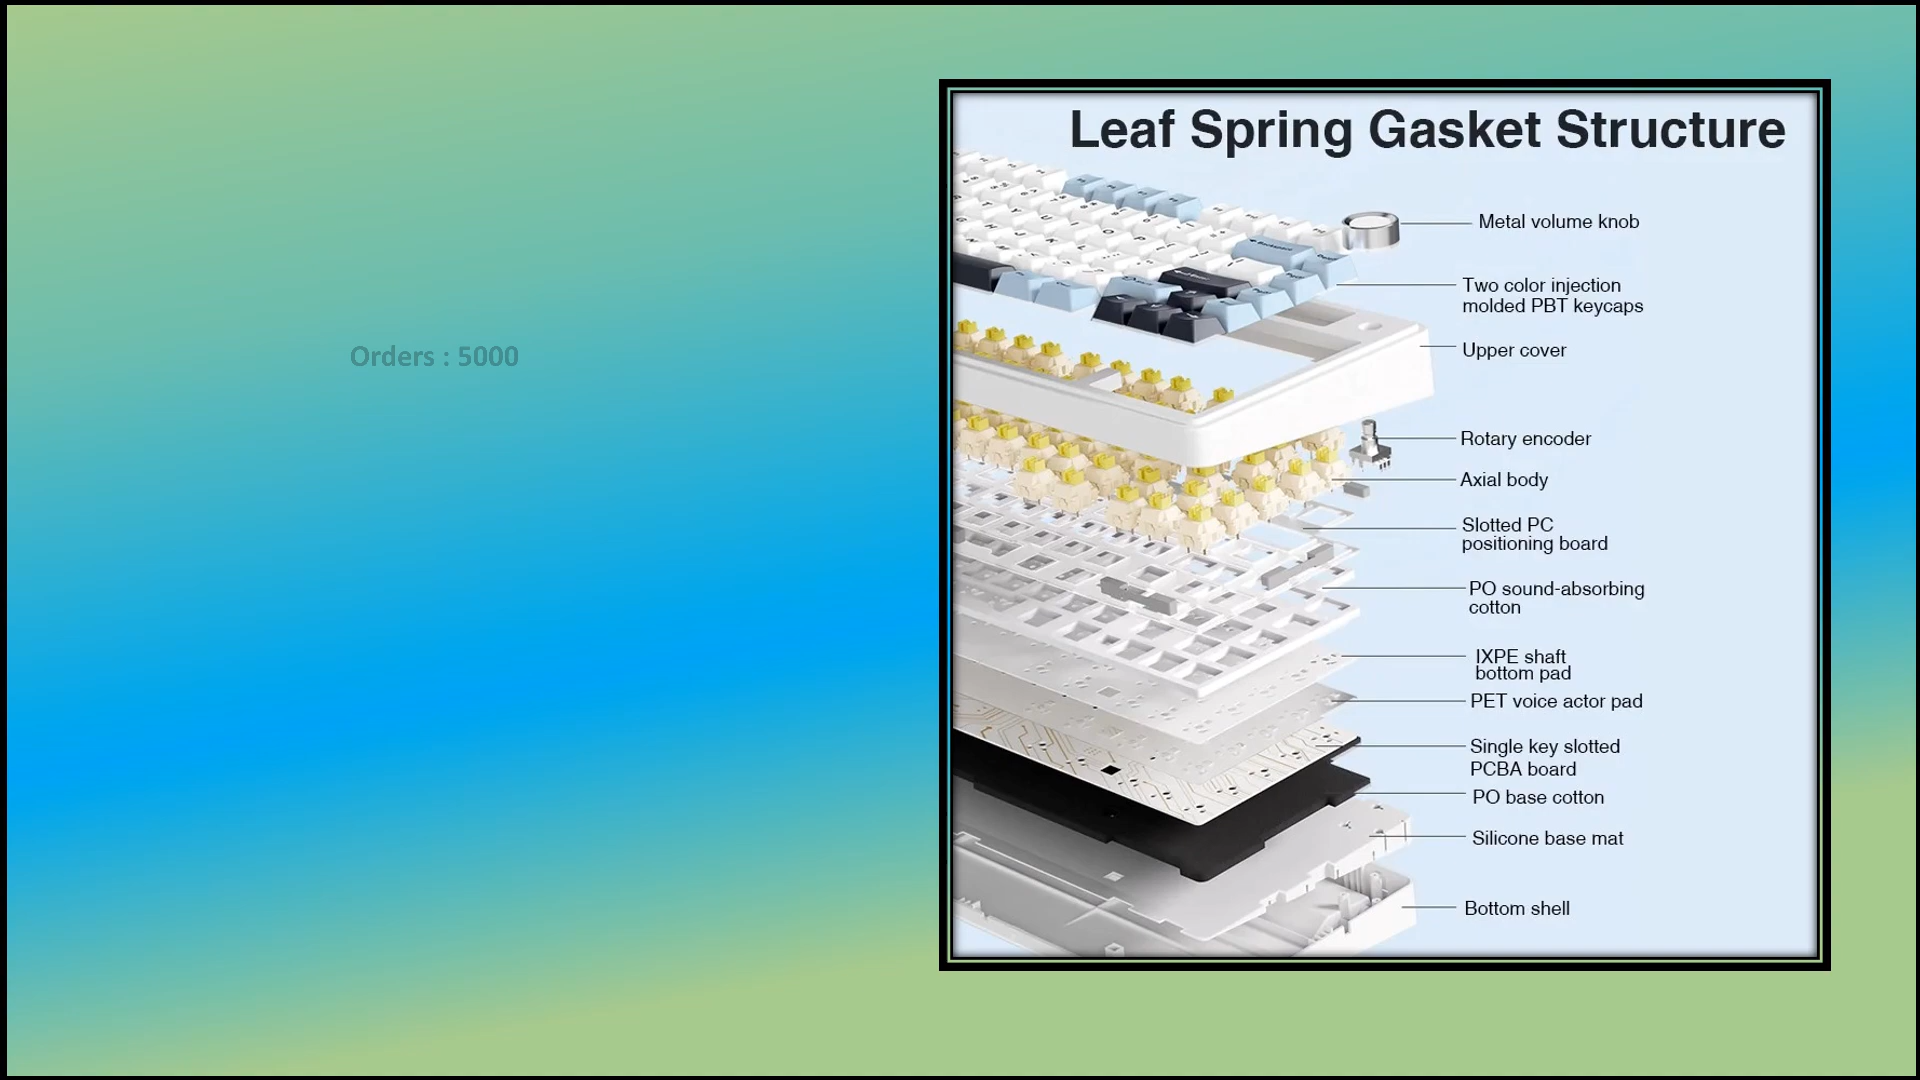 Leaf Spring Gasket Structure
Metal volume knob
Two color injection
molded PBT keycaps
Orders : 5000
Upper cover
Rotary encoder
Axial body
Slotted PC
positioning board
PO sound-absorbing
cotton
IXPE shaft
bottom pad
PET voice actor pad
Single key slotted
PCBA board
PO base cotton
Silicone base mat
Bottom shell